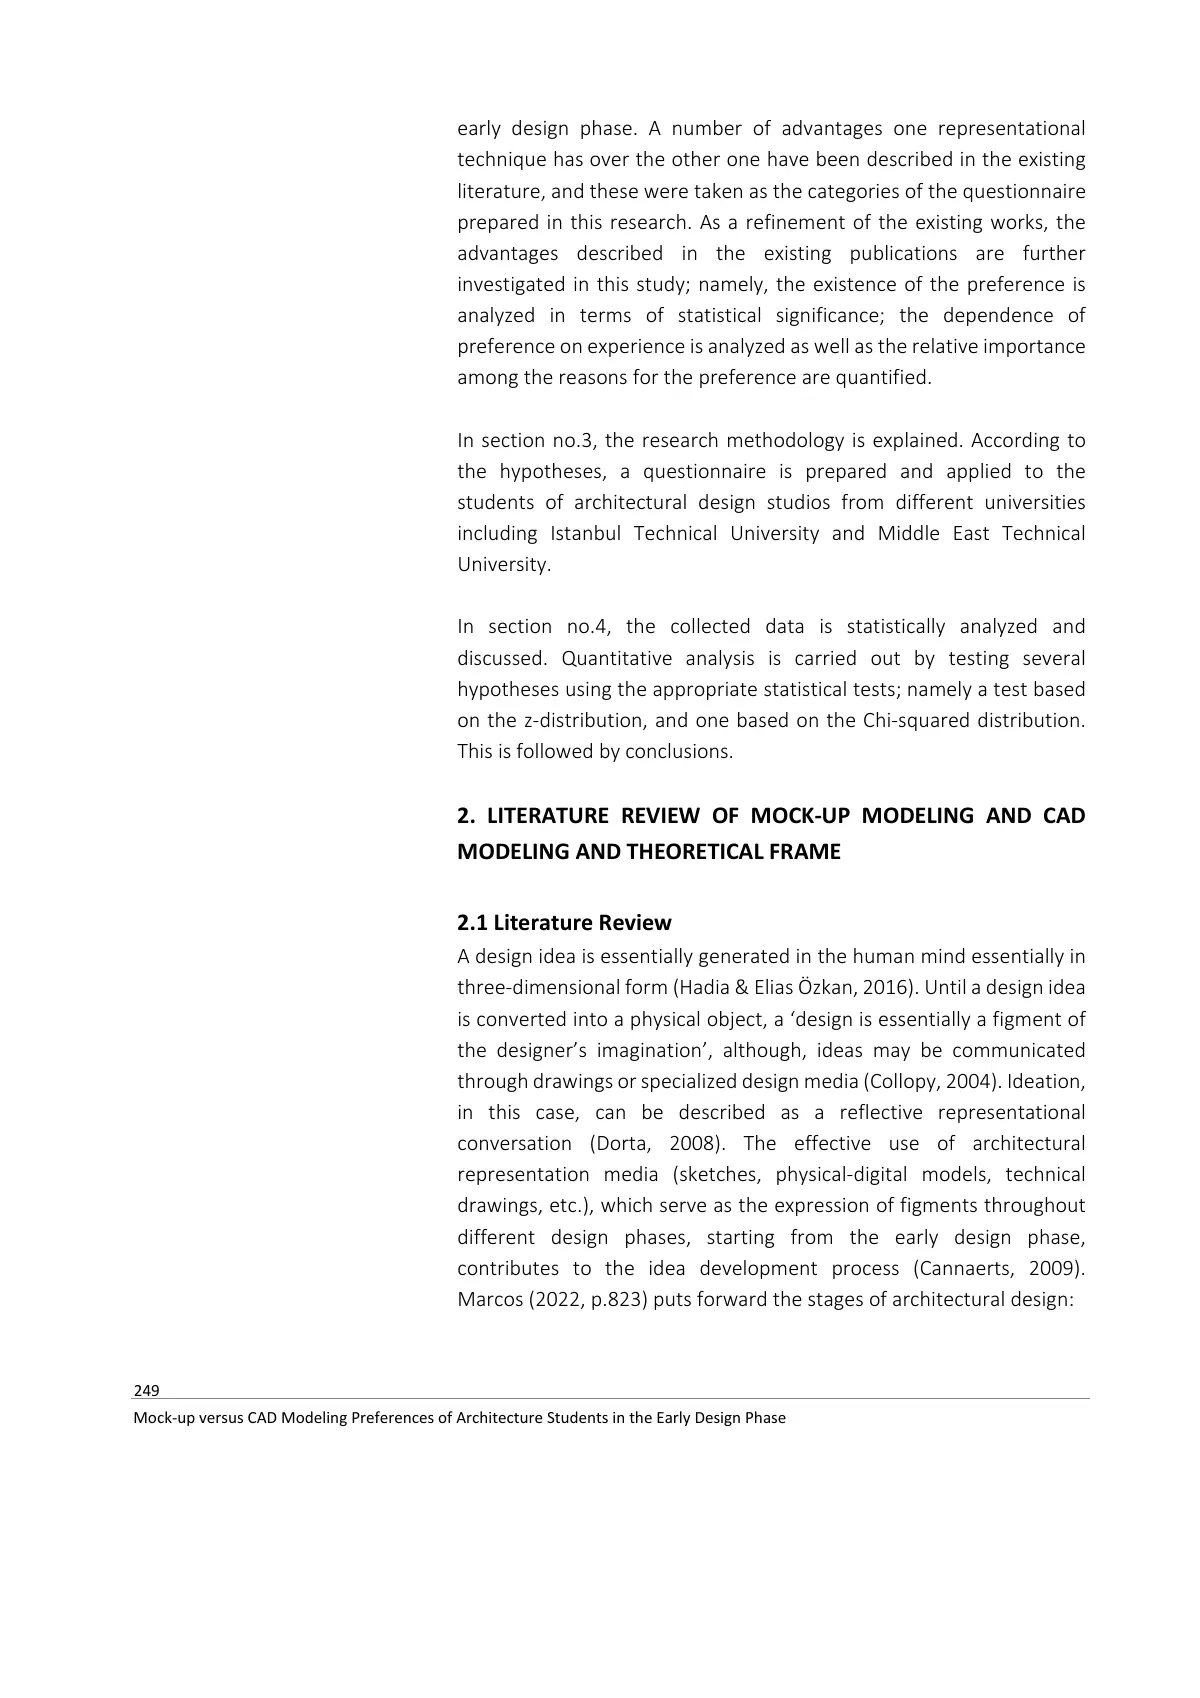 early design phase. A number of advantages one representational
technique has over the other one have been described in the existing
literature, and these were taken as the categories of the questionnaire
prepared in this research. As a refinement of the existing works, the
advantages described in the existing publications are further
investigated in this study; namely, the existence of the preference is
analyzed in terms of statistical significance; the dependence of
preference on experience is analyzed as well as the relative importance
among the reasons for the preference are quantified.
In section no.3, the research methodology is explained. According to
the hypotheses, a questionnaire is prepared and applied to the
students of architectural design studios from different universities
including Istanbul Technical University and Middle East Technical
University.
In section no.4, the collected data is statistically analyzed and
discussed. Quantitative analysis is carried out by testing several
hypotheses using the appropriate statistical tests; namely a test based
on the z-distribution, and one based on the Chi-squared distribution.
This is followed by conclusions.
2. LITERATURE REVIEW OF MOCK-UP MODELING AND CAD
MODELING AND THEORETICAL FRAME
2.1 Literature Review
A design idea is essentially generated in the human mind essentially in
three-dimensional form (Hadia & Elias Özkan, 2016). Until a design idea
is converted into a physical object, a ‘design is essentially a figment of
the designer’s imagination’, although, ideas may be communicated
through drawings or specialized design media (Collopy, 2004). Ideation,
in this case, can be described as a reflective representational
conversation (Dorta, 2008). The effective use of architectural
representation media (sketches, physical-digital models, technical
drawings, etc.), which serve as the expression of figments throughout
different design phases, starting from the early design phase,
contributes to the idea development process (Cannaerts, 2009).
Marcos (2022, p.823) puts forward the stages of architectural design:
249
Mock-up versus CAD Modeling Preferences of Architecture Students in the Early Design Phase